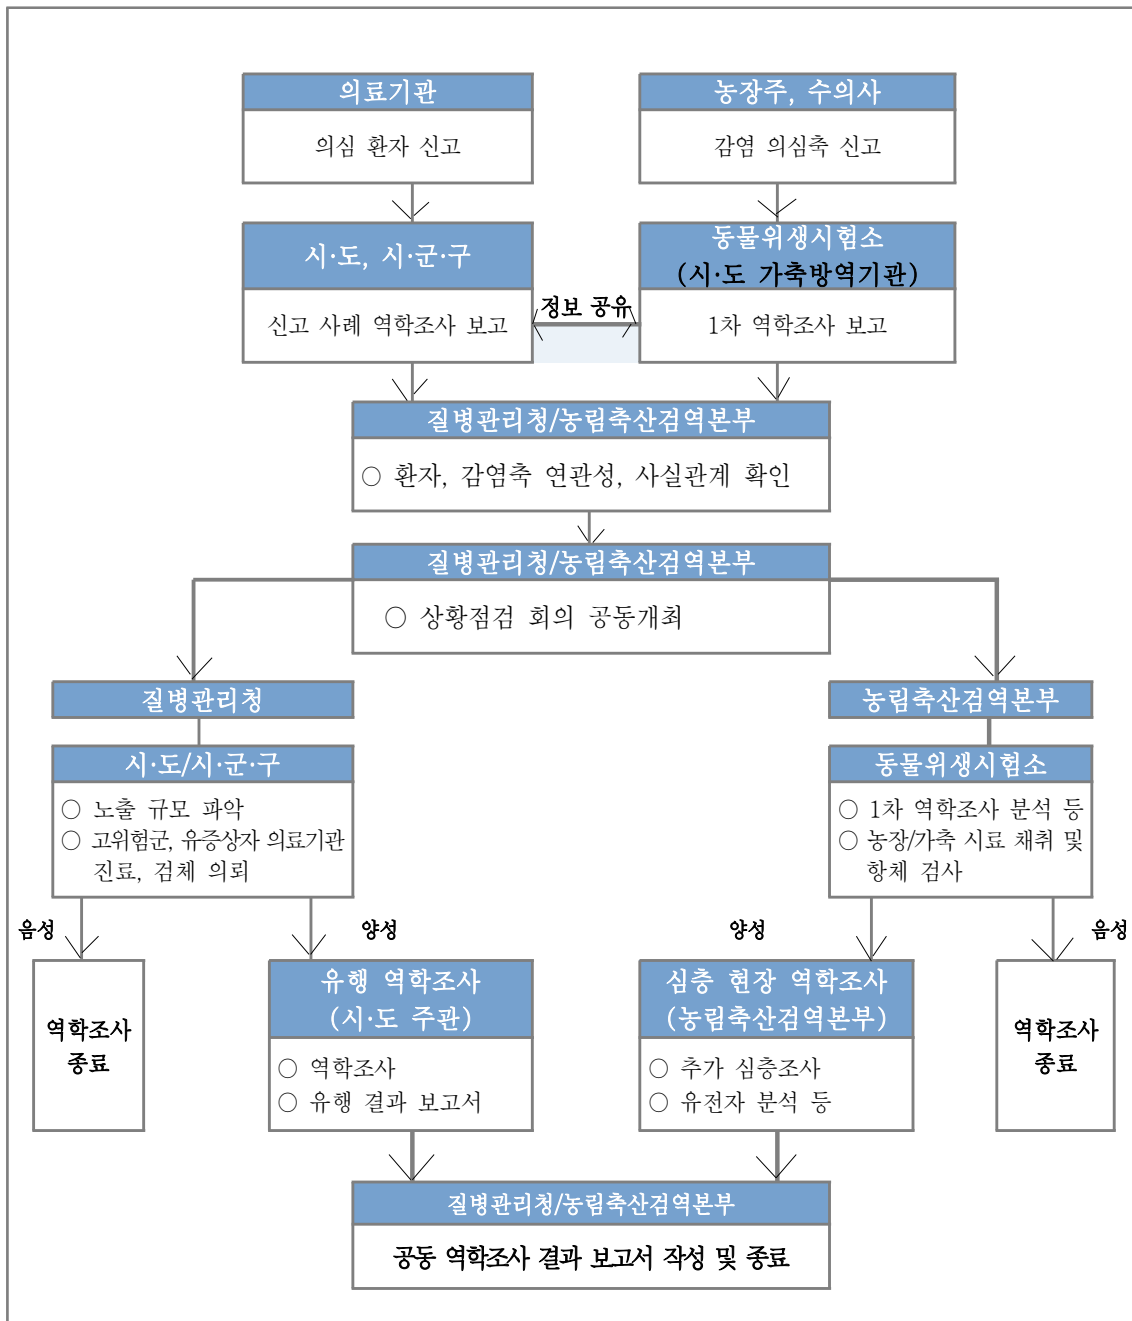 의료기관
의심 환자 신고
농장주, 수의사
감염 의심축 신고
시·도, 시·군·구
신고 사례 역학조사 보고
정보 공유
동물위생시험소
(시·도 가축방역기관)
1차 역학조사 보고
질병관리청/농림축산검역본부
○ 환자, 감염축 연관성, 사실관계 확인
질병관리청/농림축산검역본부
○ 상황점검 회의 공동개최
질병관리청
시·도/시·군·구
○ 노출 규모 파악
○ 고위험군, 유증상자 의료기관
진료, 검체 의뢰
농림축산검역본부
동물위생시험소
○ 1차 역학조사 분석 등
○ 농장/가축 시료 채취 및
항체 검사
음성
양성
양성
음성
역학조사
종료
유행 역학조사
(시·도 주관)
○ 역학조사
○ 유행 결과 보고서
심층 현장 역학조사
(농림축산검역본부)
○ 추가 심층조사
○ 유전자 분석 등
역학조사
종료
질병관리청/농림축산검역본부
공동 역학조사 결과 보고서 작성 및 종료